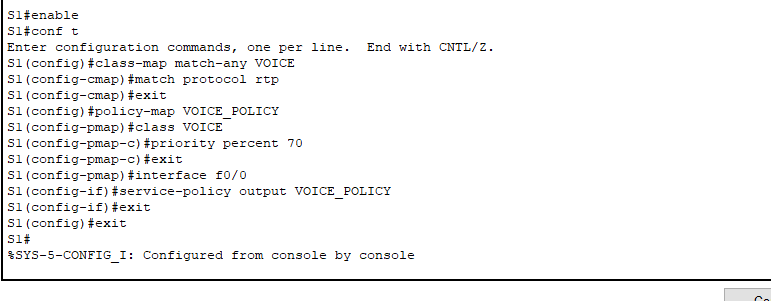 S1#enable
S1#conf t
Enter configuration commands, one per line.  End with CNTL/Z.
S1(config)#class-map match-any VOICE
S1(config-cmap)#match protocol rtp
S1(config-cmap)#exit
S1(config)#policy-map VOICE_POLICY
S1(config-pmap)#class VOICE
S1(config-pmap-c)#priority percent 70
S1(config-pmap-c)#exit
S1(config-pmap)#interface f0/0
S1(config-if)#service-policy output VOICE_POLICY
S1(config-if)#exit
S1(config)#exit
S1#
%SYS-5-CONFIG_I: Configured from console by console